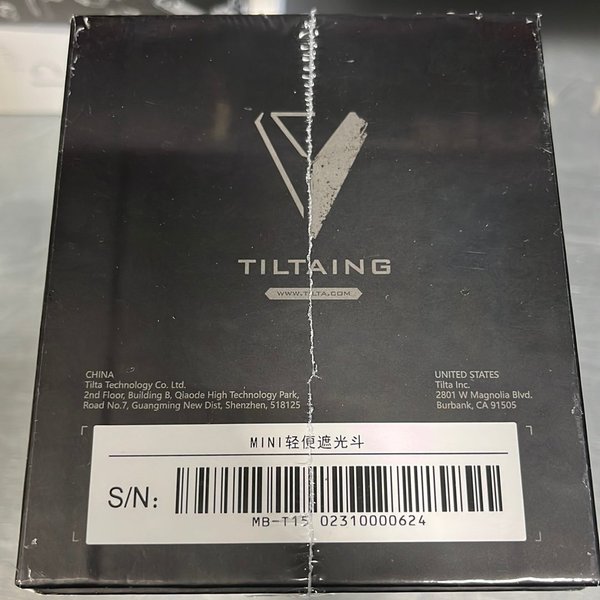 TILTAING
WWW.TILTA.COM
CHINA
Tilta Technology Co. Ltd.
2nd Floor, Building B, Qiaode High Technology Park,
Road No.7, Guangming New Dist, Shenzhen, 518125
UNITED STATES
Tilta Inc.
2801 W Magnolia Blvd.
Burbank, CA 91505
MINI轻便遮光斗
S/N:
MB-T15 02310000624